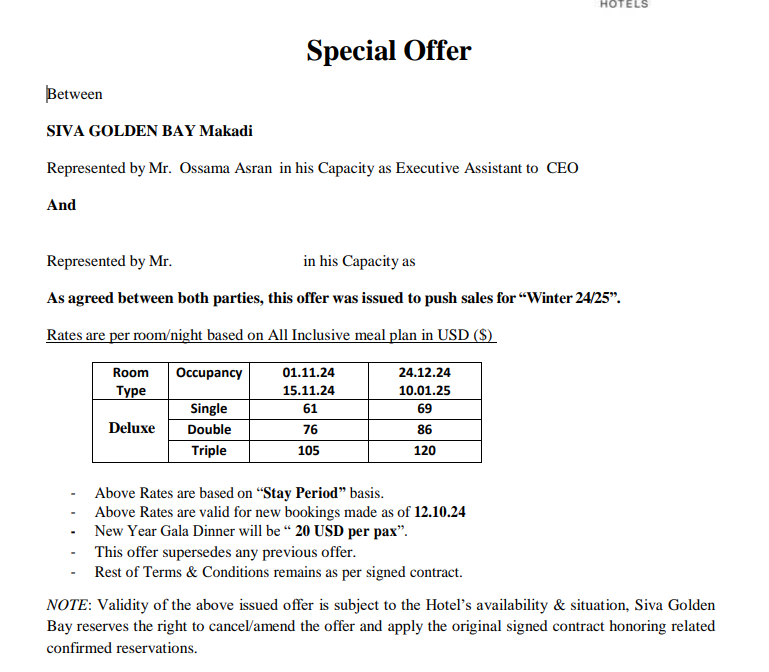 HOTELS
Special Offer
Between
SIVA GOLDEN BAY Makadi
Represented by Mr. Ossama Asran in his Capacity as Executive Assistant to CEO
And
Represented by Mr. in his Capacity as
As agreed between both parties, this offer was issued to push sales for “Winter 24/25”.
Rates are per room/night based on All Inclusive meal plan in USD ($)
Room Type Occupancy 01.11.24 15.11.24 24.12.24 10.01.25
Deluxe Single 61 69
Double 76 86
Triple 105 120
- Above Rates are based on “Stay Period” basis.
- Above Rates are valid for new bookings made as of 12.10.24
- New Year Gala Dinner will be “ 20 USD per pax”.
- This offer supersedes any previous offer.
- Rest of Terms & Conditions remains as per signed contract.
NOTE: Validity of the above issued offer is subject to the Hotel’s availability & situation, Siva Golden
Bay reserves the right to cancel/amend the offer and apply the original signed contract honoring related
confirmed reservations.